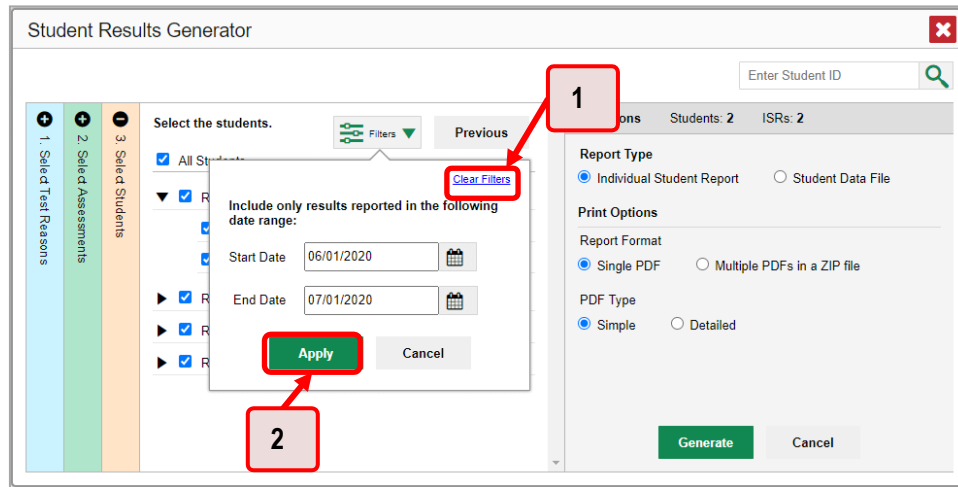 Student Results Generator
Enter Student ID
1
1. Select Test Reasons
2. Select Assessments
3. Select Students
Select the students.
Filters
Previous
All
Clear Filters
Include only results reported in the following
date range:
Start Date 06/01/2020
End Date 07/01/2020
Apply Cancel
2
Students: 2 ISRs: 2
Report Type
Individual Student Report Student Data File
Print Options
Report Format
Single PDF Multiple PDFs in a ZIP file
PDF Type
Simple Detailed
Generate Cancel